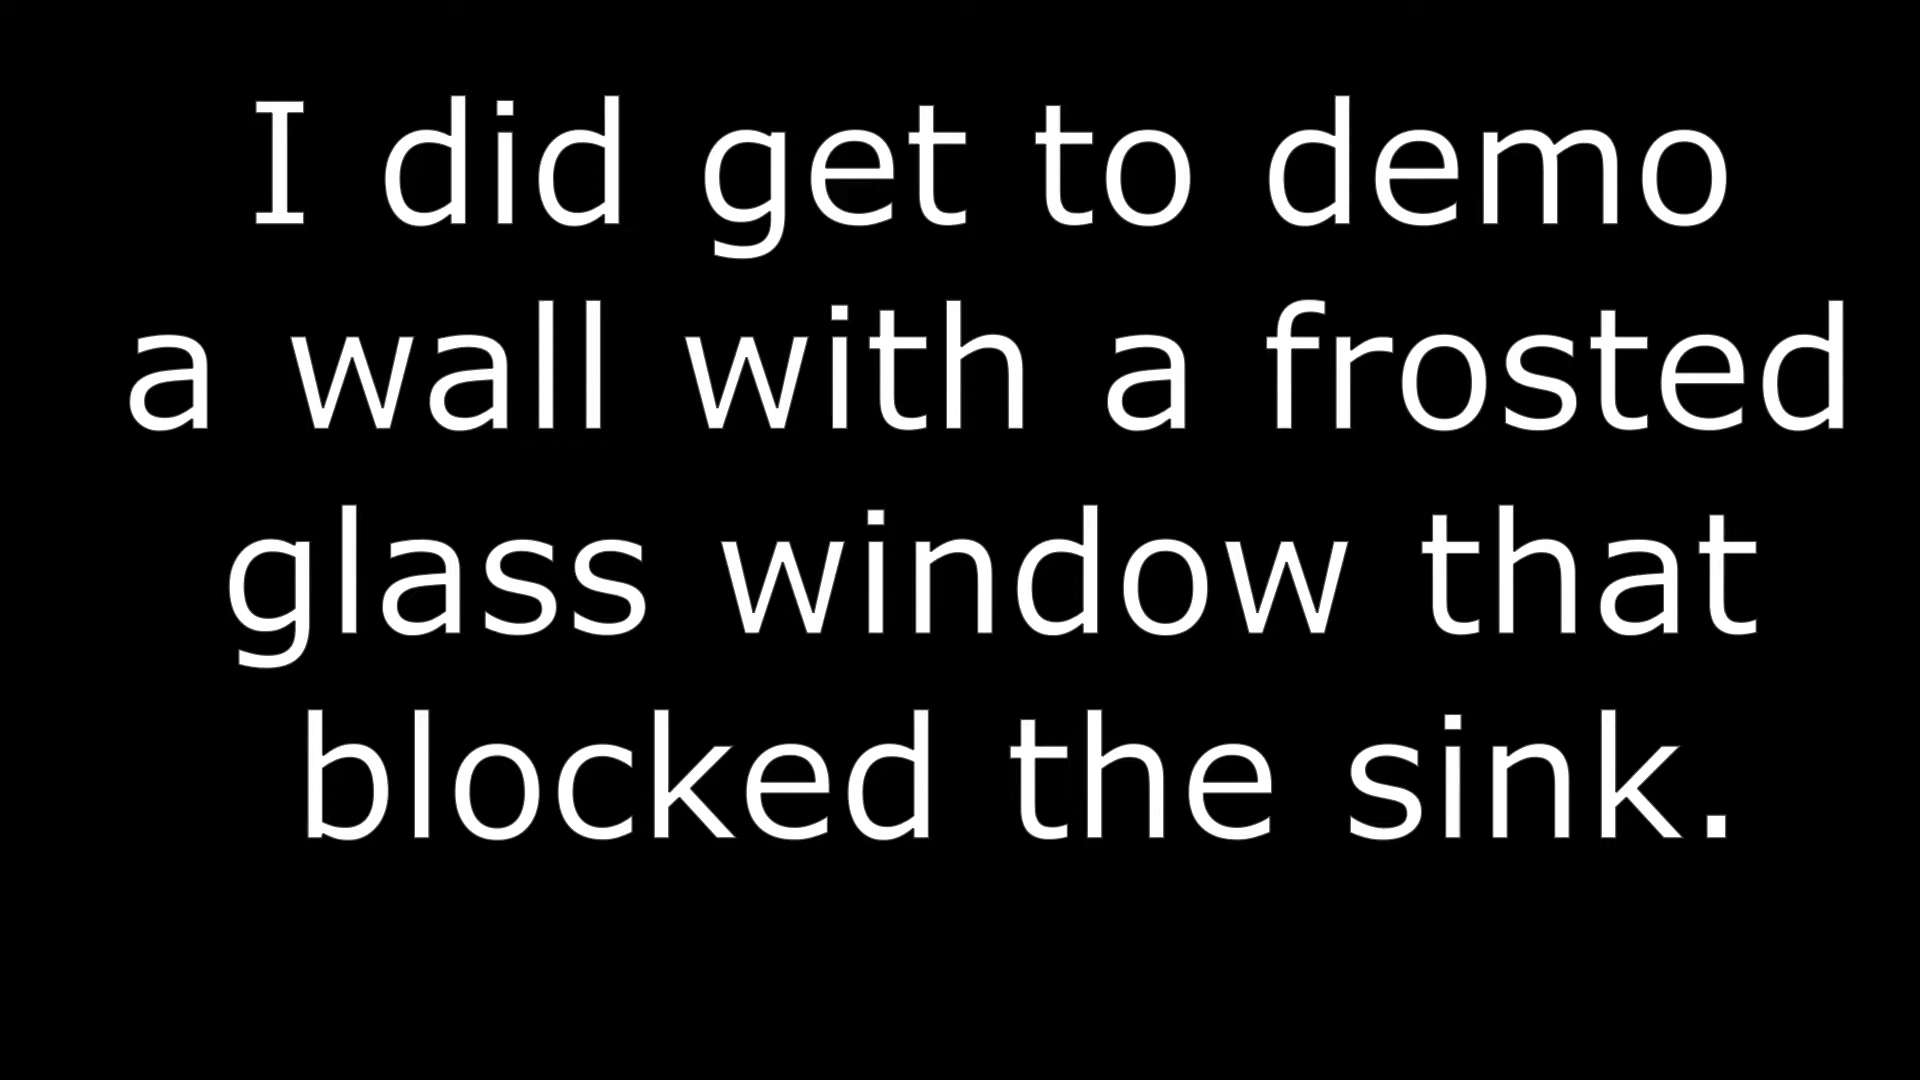 I did get to demo
a wall with a frosted
glass window that
blocked the sink.